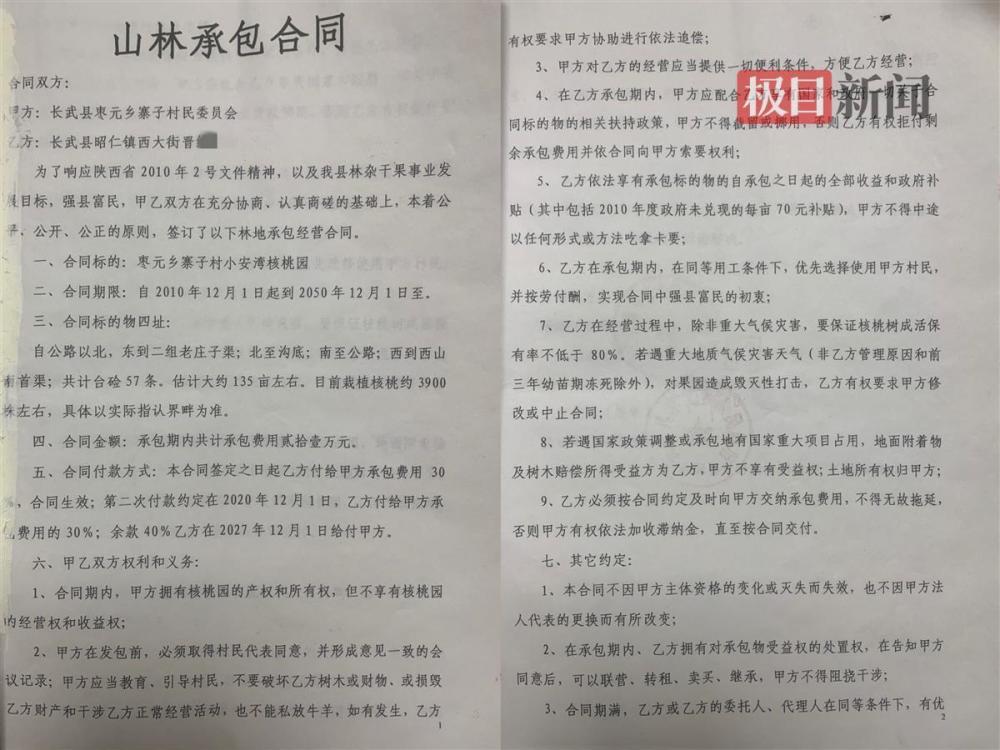 山林承包合同
合同双方：
甲方：长武县枣元乡寨子村民委员会
乙方：长武县昭仁镇西大街晋
为了响应陕西省 2010 年 2 号文件精神，以及我县林杂干果事业发
展目标，强县富民，甲乙双方在充分协商、认真商磋的基础上，本着公
平、公开、公正的原则，签订了以下林地承包经营合同。
一、合同标的：枣元乡寨子村小安湾核桃园
二、合同期限：自 2010 年 12 月 1 日起到 2050 年 12 月 1 日至。
三、合同标的物四址：
自公路以北，东到二组老庄子渠；北至沟底；南至公路；西到西山
南首渠；共计台硷 57 条。估计大约 135 亩左右。目前栽植核桃约 3900
株左右，具体以实际指认界畔为准。
四、合同金额：承包期内共计承包费用贰拾壹万元。
五、合同付款方式：本合同签定之日起乙方付给甲方承包费用 30
%，合同生效；第二次付款约定在 2020 年 12 月 1 日，乙方付给甲方承
包费用的 30%；余款 40%乙方在 2027 年 12 月 1 日给付甲方。
六、甲乙双方权利和义务：
1、合同期内，甲方拥有核桃园的产权和所有权，但不享有核桃园
内经营权和收益权；
2、甲方在发包前，必须取得村民代表同意，并形成意见一致的会
议记录；甲方应当教育、引导村民，不要破坏乙方树木或财物、或损毁
乙方财产和干涉乙方正常经营活动，也不能私放牛羊，如有发生，乙方
1
有权要求甲方协助进行依法追偿；
3、甲方对乙方的经营应当提供一切便利条件，方便乙方经营；
极目新闻
4、在乙方承包期内，甲方应配合乙方享有国家和政府一切关于合
同标的物的相关扶持政策，甲方不得截留或挪用，否则乙方有权拒付剩
余承包费用并依合同向甲方索要权利；
5、乙方依法享有承包标的物的自承包之日起的全部收益和政府补
贴（其中包括 2010 年度政府未兑现的每亩 70 元补贴），甲方不得中途
以任何形式或方法吃拿卡要；
6、乙方在承包期内，在同等用工条件下，优先选择使用甲方村民，
并按劳付酬，实现合同中强县富民的初衷；
7、乙方在经营过程中，除非重大气侯灾害，要保证核桃树成活保
有率不低于 80%。若遇重大地质气侯灾害天气（非乙方管理原因和前
三年幼苗期冻死除外），对果园造成毁灭性打击，乙方有权要求甲方修
改或中止合同；
8、若遇国家政策调整或承包地有国家重大项目占用，地面附着物
及树木赔偿所得受益方为乙方，甲方不享有受益权；土地所有权归甲方；
9、乙方必须按合同约定及时向甲方交纳承包费用，不得无故拖延，
否则甲方有权依法加收滞纳金，直至按合同交付。
七、其它约定：
1、本合同不因甲方主体资格的变化或灭失而失效，也不因甲方法
人代表的更换而有所改变；
2、在承包期内、乙方拥有对承包物受益权的处置权，在告知甲方
同意后，可以联营、转租、卖买、继承，甲方不得阻挠干涉；
3、合同期满，乙方或乙方的委托人、代理人在同等条件下，有优
2